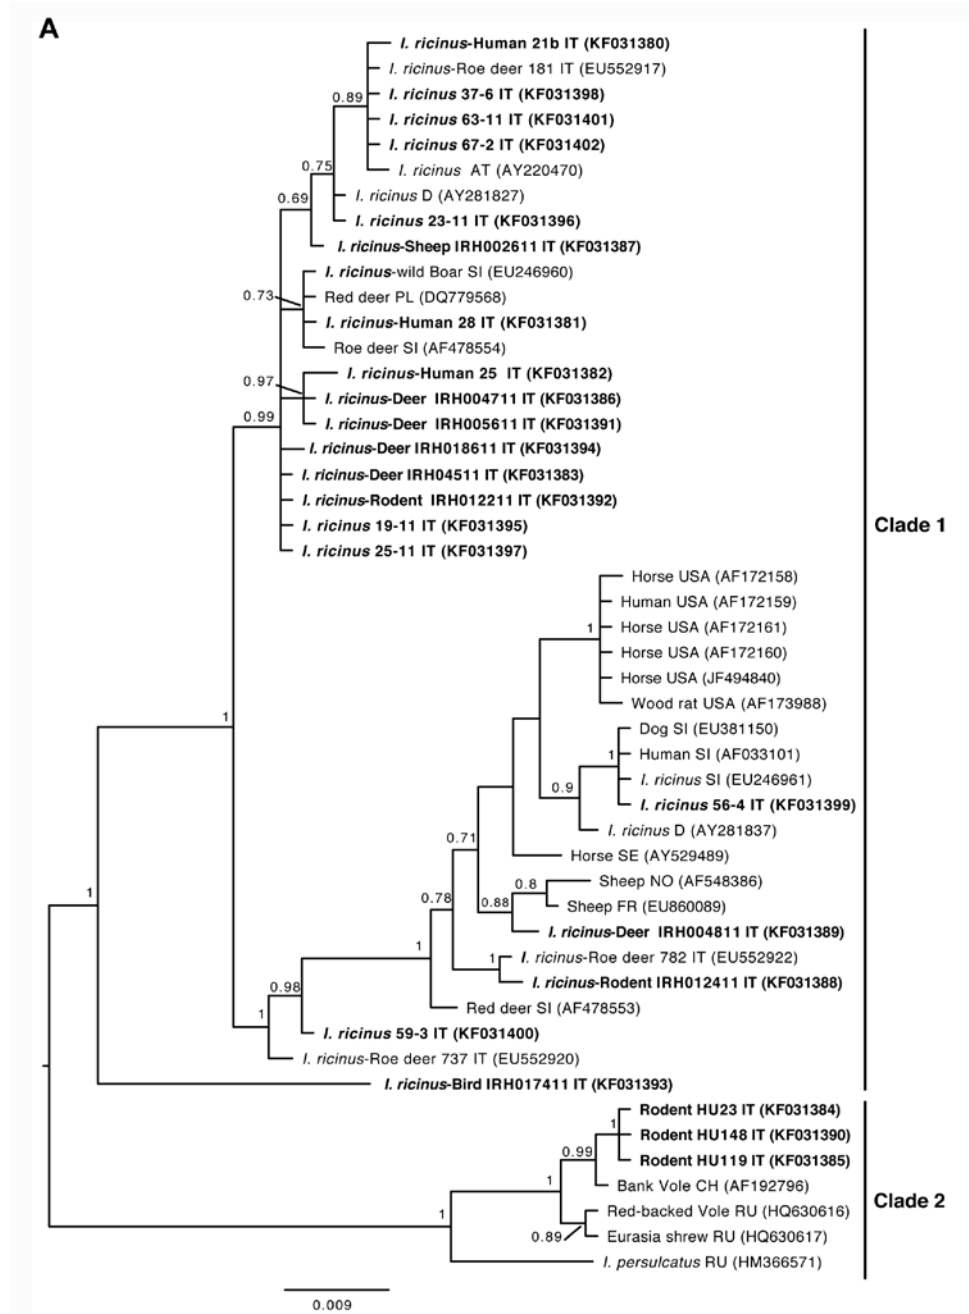 A
I. ricinus-Human 21b IT (KF031380)
I. ricinus-Roe deer 181 IT (EU552917)
0.89
I. ricinus 37-6 IT (KF031398)
I. ricinus 63-11 IT (KF031401)
I. ricinus 67-2 IT (KF031402)
0.75
I. ricinus AT (AY220470)
I. ricinus D (AY281827)
0.69
I. ricinus 23-11 IT (KF031396)
I. ricinus-Sheep IRH002611 IT (KF031387)
I. ricinus-wild Boar SI (EU246960)
0.73
Red deer PL (DQ779568)
I. ricinus-Human 28 IT (KF031381)
Roe deer SI (AF478554)
I. ricinus-Human 25 IT (KF031382)
0.97
I. ricinus-Deer IRH004711 IT (KF031386)
0.99
I. ricinus-Deer IRH005611 IT (KF031391)
I. ricinus-Deer IRH018611 IT (KF031394)
I. ricinus-Deer IRH04511 IT (KF031383)
I. ricinus-Rodent IRH012211 IT (KF031392)
I. ricinus 19-11 IT (KF031395)
Clade 1
I. ricinus 25-11 IT (KF031397)
Horse USA (AF172158)
Human USA (AF172159)
1
Horse USA (AF172161)
Horse USA (AF172160)
Horse USA (JF494840)
Wood rat USA (AF173988)
1
Dog SI (EU381150)
1
Human SI (AF033101)
I. ricinus SI (EU246961)
0.9
I. ricinus 56-4 IT (KF031399)
I. ricinus D (AY281837)
0.71
Horse SE (AY529489)
Sheep NO (AF548386)
0.8
1
0.78
0.88
Sheep FR (EU860089)
I. ricinus-Deer IRH004811 IT (KF031389)
1
1
I. ricinus-Roe deer 782 IT (EU552922)
I. ricinus-Rodent IRH012411 IT (KF031388)
0.98
Red deer SI (AF478553)
1
I. ricinus 59-3 IT (KF031400)
I. ricinus-Roe deer 737 IT (EU552920)
I. ricinus-Bird IRH017411 IT (KF031393)
Rodent HU23 IT (KF031384)
1
Rodent HU148 IT (KF031390)
0.99
Rodent HU119 IT (KF031385)
1
Bank Vole CH (AF192796)
Clade 2
1
Red-backed Vole RU (HQ630616)
0.89
Eurasia shrew RU (HQ630617)
I. persulcatus RU (HM366571)
0.009